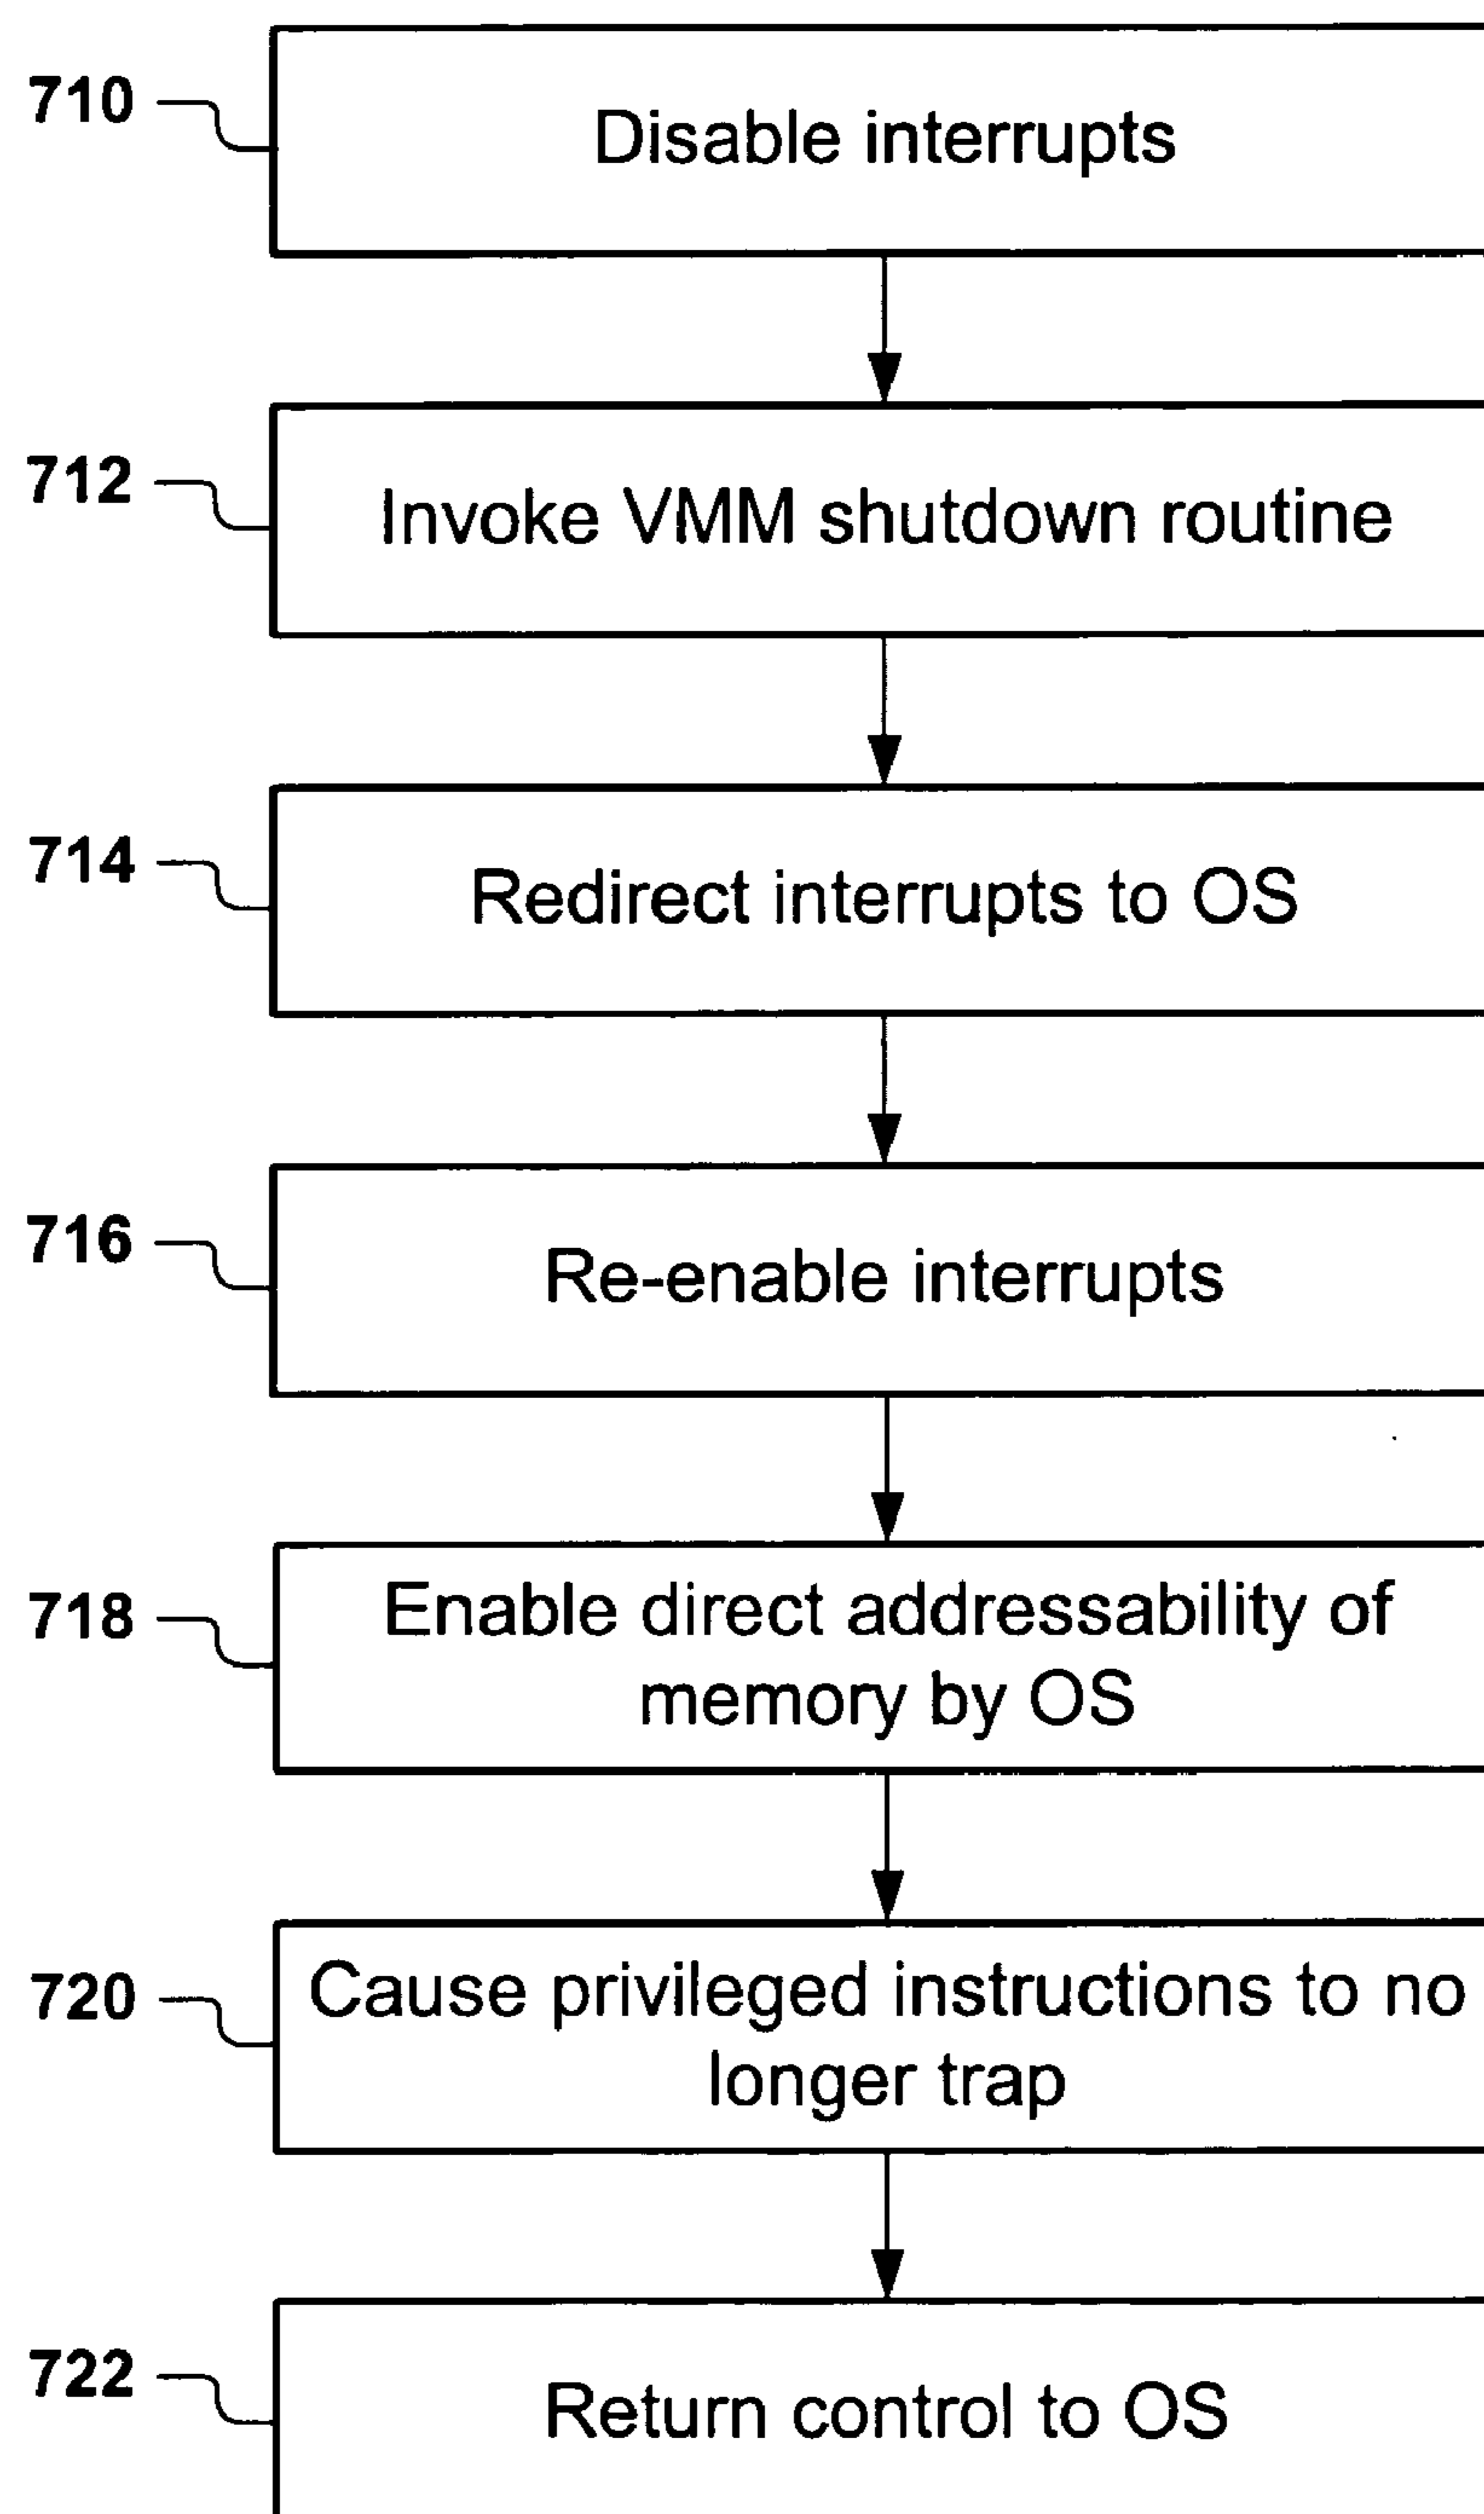 710
Disable interrupts
712
Invoke VMM shutdown routine
714
Redirect interrupts to OS
716
Re-enable interrupts
718
Enable direct addressability of
memory by OS
720
Cause privileged instructions to no
longer trap
722
Return control to OS